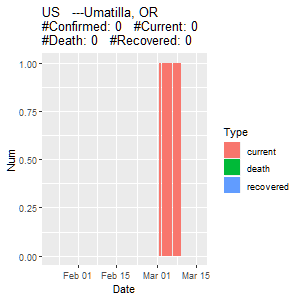 US   ---Umatilla, OR
#Confirmed: 0   #Current: 0
#Death: 0   #Recovered: 0
Num
1.00
0.75
0.50
0.25
0.00
Feb 01 Feb 15 Mar 01 Mar 15
Date
Type
current
death
recovered